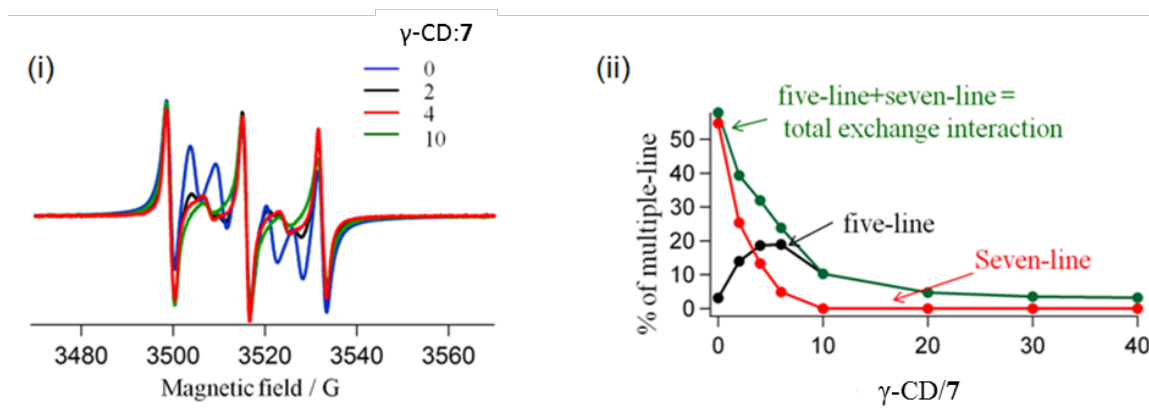 γ-CD:7
(i)
0
2
4
10
3480 3500 3520 3540 3560
Magnetic field / G
(ii)
five-line+seven-line =
total exchange interaction
five-line
Seven-line
% of multiple-line
50
40
30
20
10
0
0 10 20 30 40
γ-CD/7